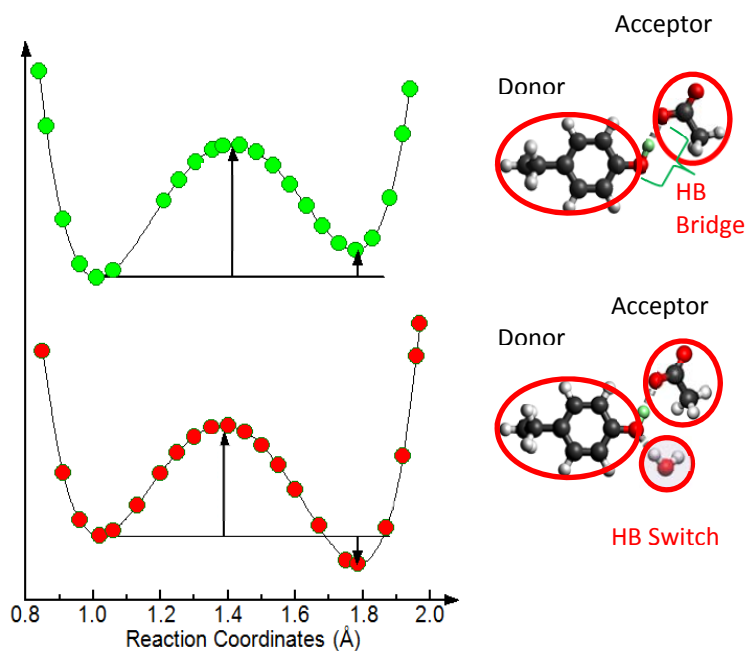 Acceptor
Donor
HB
Bridge
Acceptor
Donor
HB Switch
0.8 1.0 1.2 1.4 1.6 1.8 2.0
Reaction Coordinates (Å)